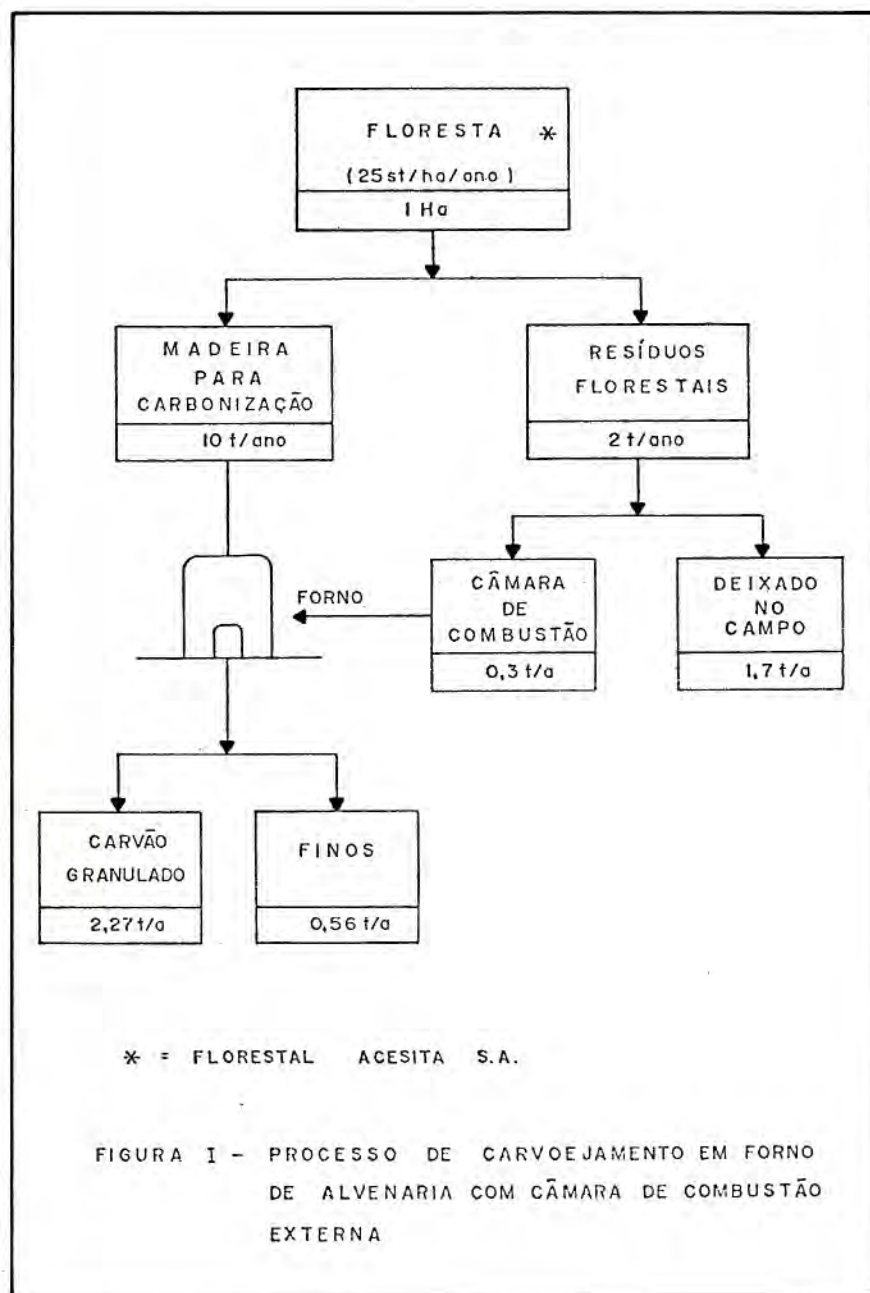 FLORESTA *
(25st/ha/ano)
1 Ha
MADEIRA
PARA
CARBONIZAÇÃO
10 t/ano
RESÍDUOS
FLORESTAIS
2 t/ano
FORNO
CÂMARA
DE
COMBUSTÃO
0,3 t/a
DEIXADO
NO
CAMPO
1,7 t/a
CARVÃO
GRANULADO
2,27 t/a
FINOS
0,56 t/a
* = FLORESTAL ACESITA S.A.
FIGURA I - PROCESSO DE CARVOEJAMENTO EM FORNO
DE ALVENARIA COM CÂMARA DE COMBUSTÃO
EXTERNA